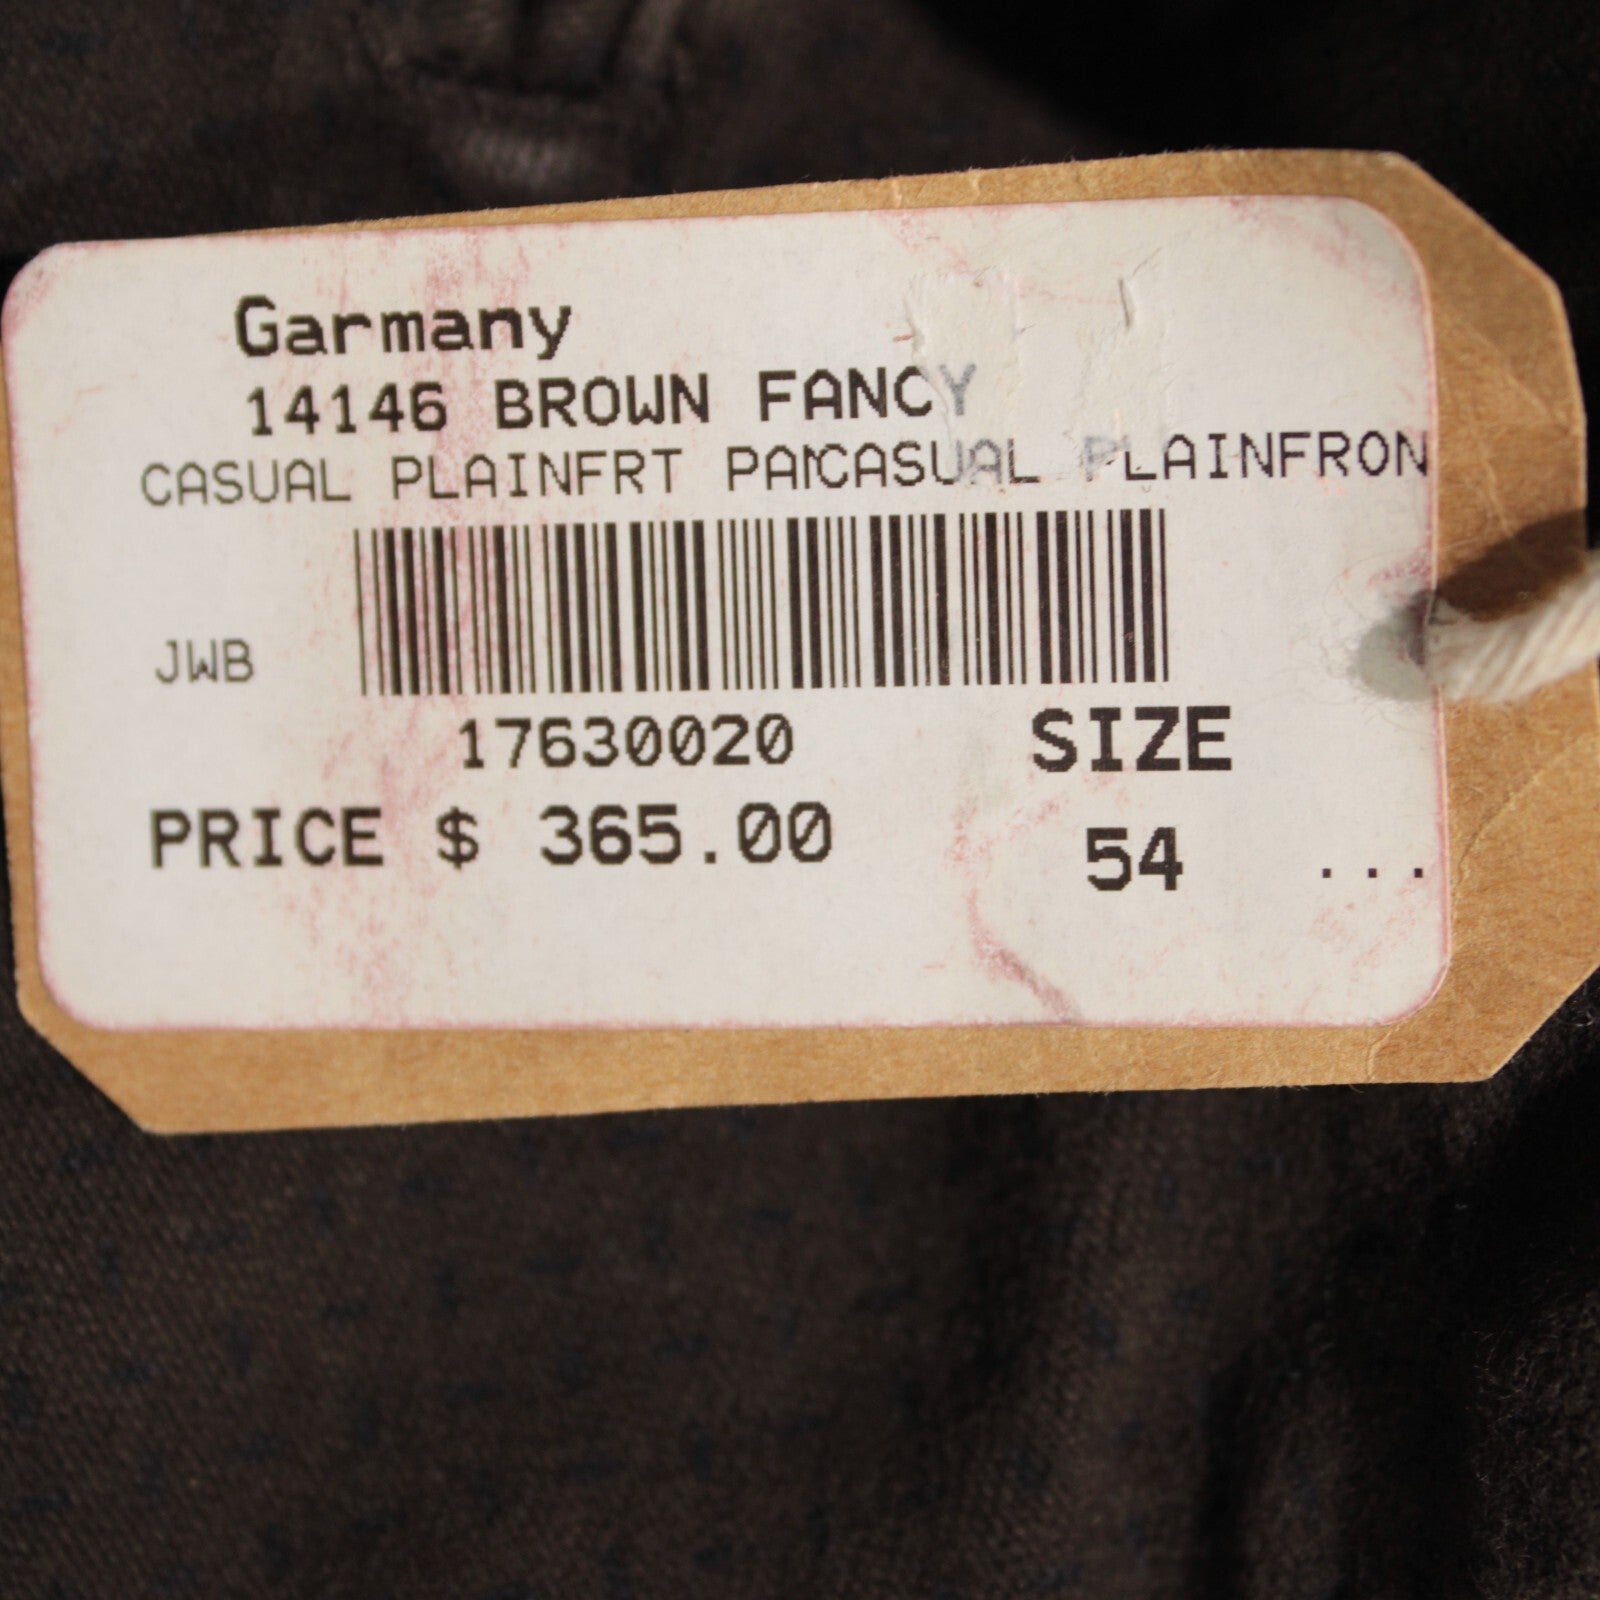 Garmany
14146 BROWN FANCY
CASUAL PLAINFRT PANCASUAL PLAINFRON
JWB
17630020 SIZE
PRICE $ 365.00 54 ...